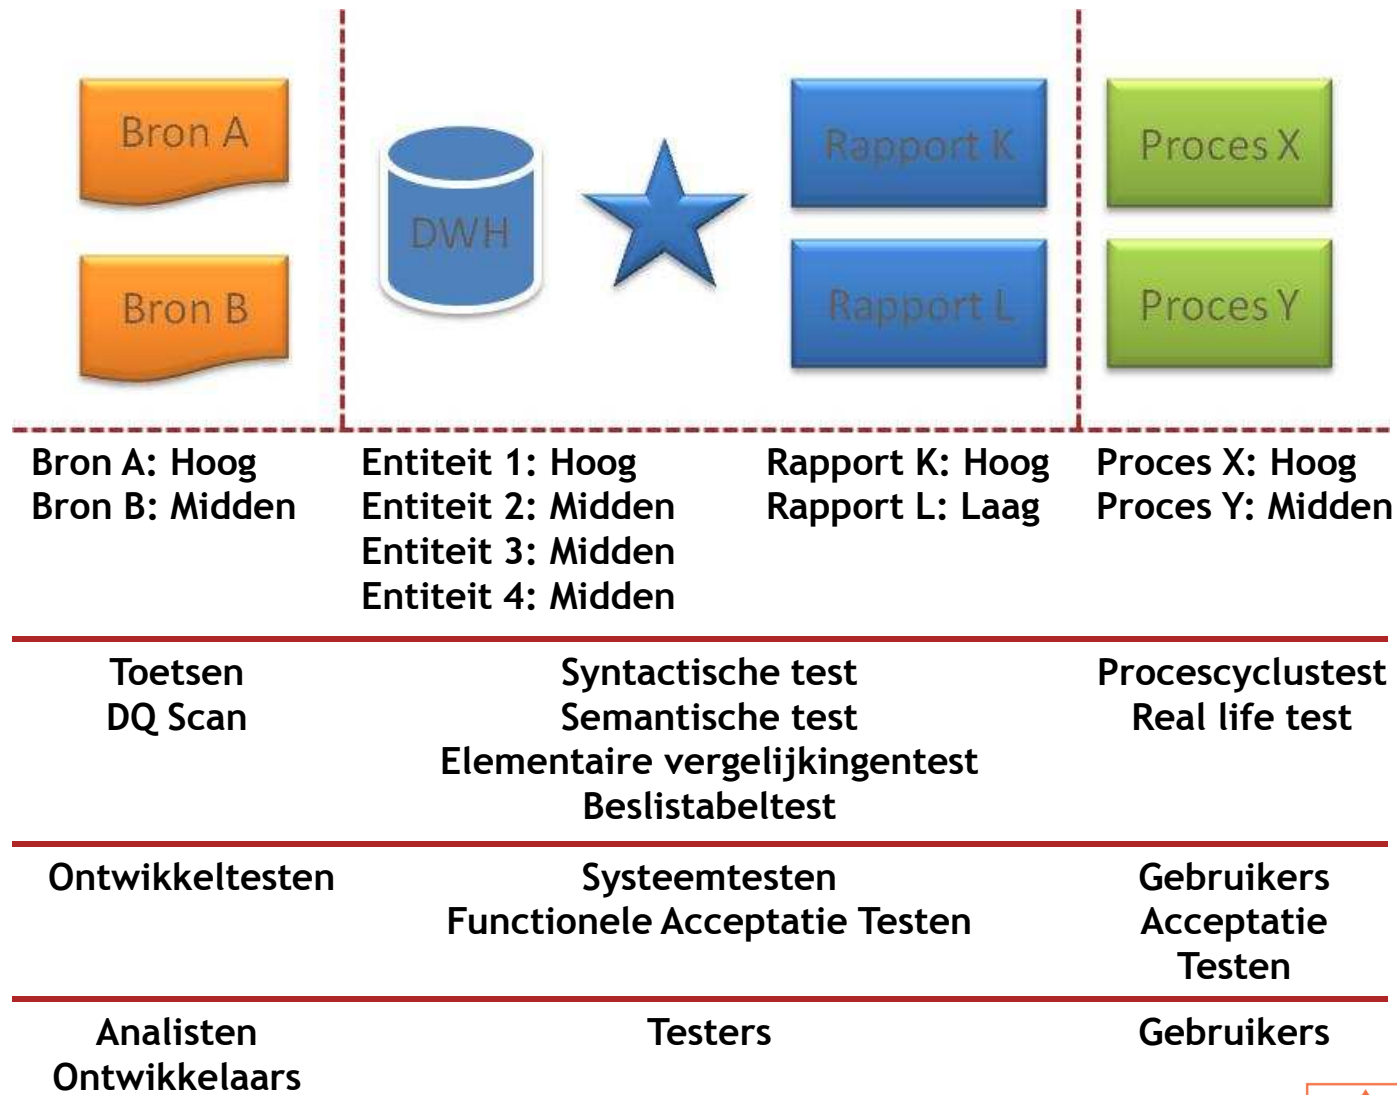 Bron A
Bron B
DWH
Rapport K
Rapport L
Proces X
Proces Y
Bron A: Hoog
Bron B: Midden
Entiteit 1: Hoog
Entiteit 2: Midden
Entiteit 3: Midden
Entiteit 4: Midden
Rapport K: Hoog
Rapport L: Laag
Proces X: Hoog
Proces Y: Midden
Toetsen
DQ Scan
Syntactische test
Semantische test
Elementaire vergelijkingentest
Beslistabeltest
Procescyclustest
Real life test
Ontwikkeltesten
Systeemtesten
Functionele Acceptatie Testen
Gebruikers
Acceptatie
Testen
Analisten
Ontwikkelaars
Testers
Gebruikers